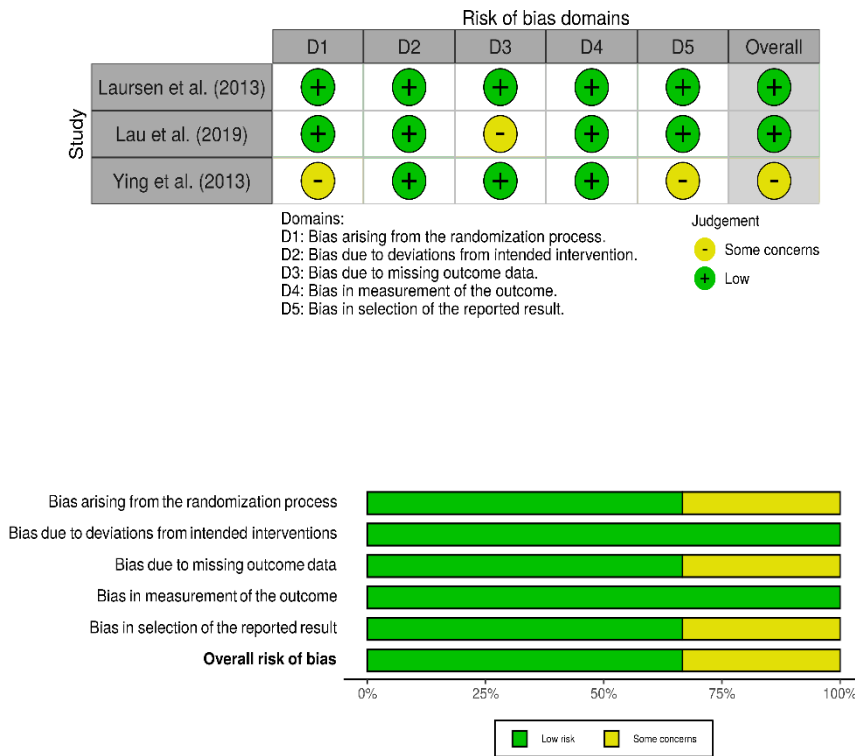 Risk of bias domains
D1 D2 D3 D4 D5 Overall
Study
Laursen et al. (2013) + + + + + +
Lau et al. (2019) + + - + + +
Ying et al. (2013) - + + + - -
Domains:
D1: Bias arising from the randomization process.
D2: Bias due to deviations from intended intervention.
D3: Bias due to missing outcome data.
D4: Bias in measurement of the outcome.
D5: Bias in selection of the reported result.
Judgement
- Some concerns
+ Low
Bias arising from the randomization process
Bias due to deviations from intended interventions
Bias due to missing outcome data
Bias in measurement of the outcome
Bias in selection of the reported result
Overall risk of bias
0% 25% 50% 75% 100%
Low risk Some concerns